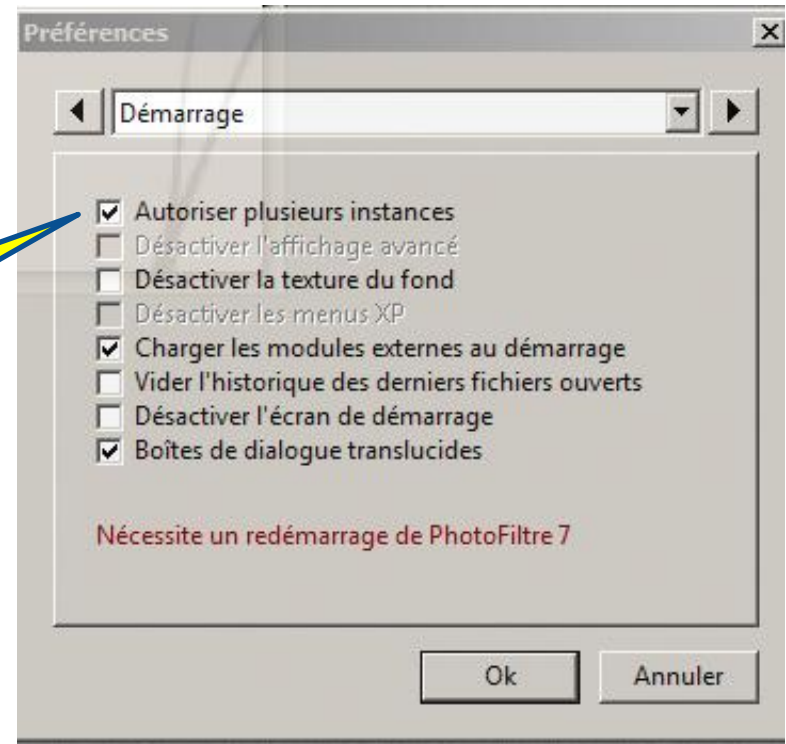 Préférences
Démarrage
Autoriser plusieurs instances
Désactiver l'affichage avancé
Désactiver la texture du fond
Désactiver les menus XP
Charger les modules externes au démarrage
Vider l'historique des derniers fichiers ouverts
Désactiver l'écran de démarrage
Boîtes de dialogue translucides
Nécessite un redémarrage de PhotoFiltre 7
Ok
Annuler